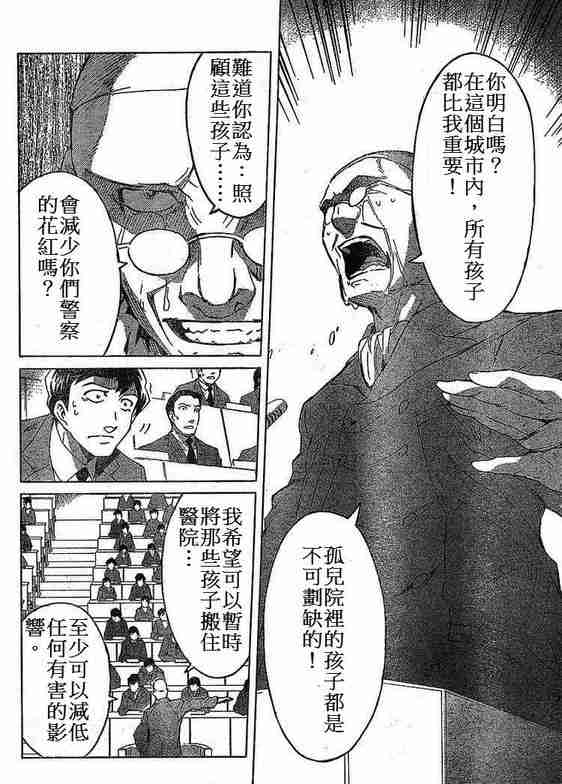 你明白嗎？
在這個城市內，所有孩子
都比我重要！
孤兒院裡的孩子都是
不可劃缺的！
難道你認為‥照
顧這些孩子……
會減少你們警察
的花紅嗎？
我希望可以暫時
將那些孩子搬住
醫院…
至少可以減低
任何有害的影
響。